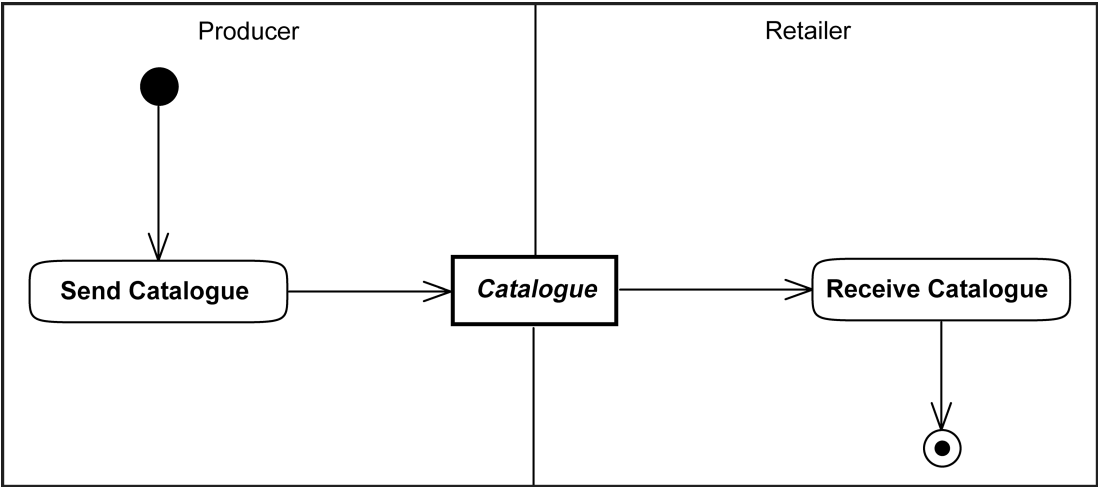 Producer
Retailer
Send Catalogue
Catalogue
Receive Catalogue